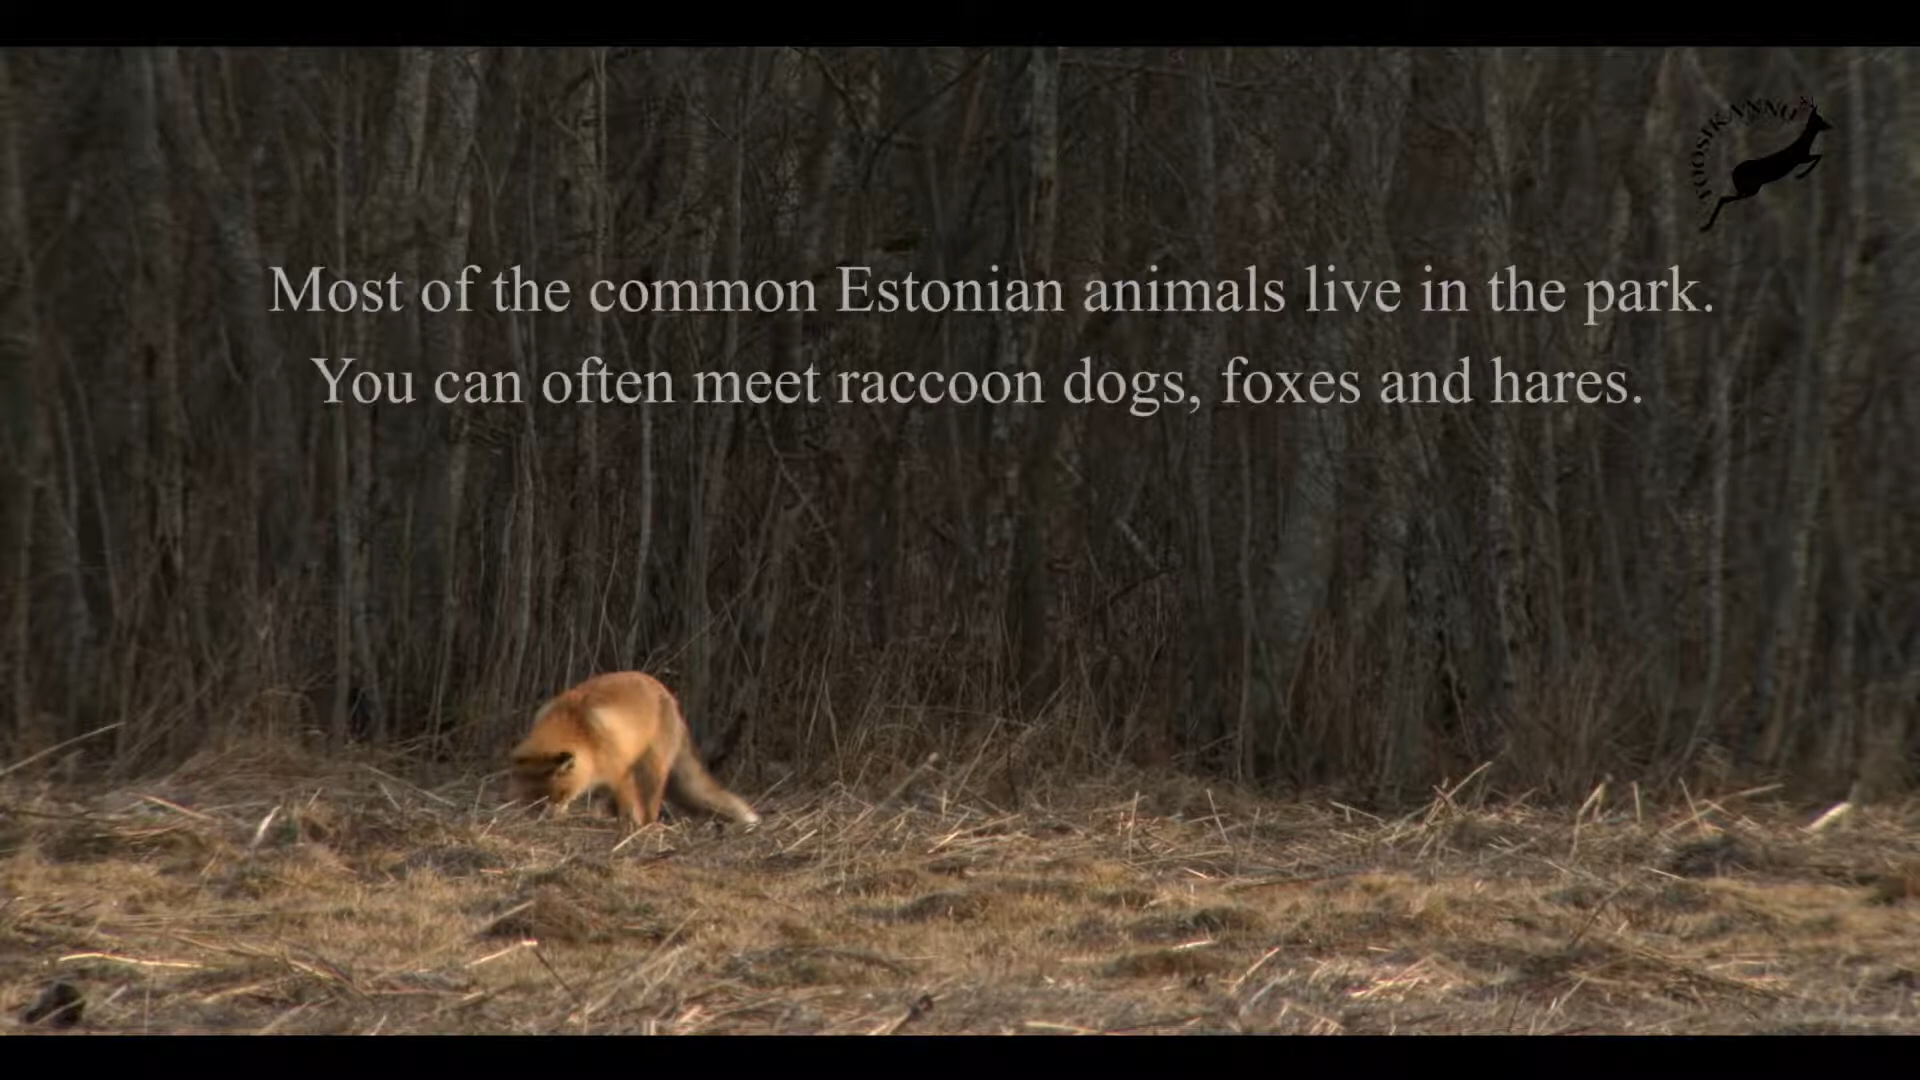 TOOSIKANNU
Most of the common Estonian animals live in the park.
You can often meet raccoon dogs, foxes and hares.